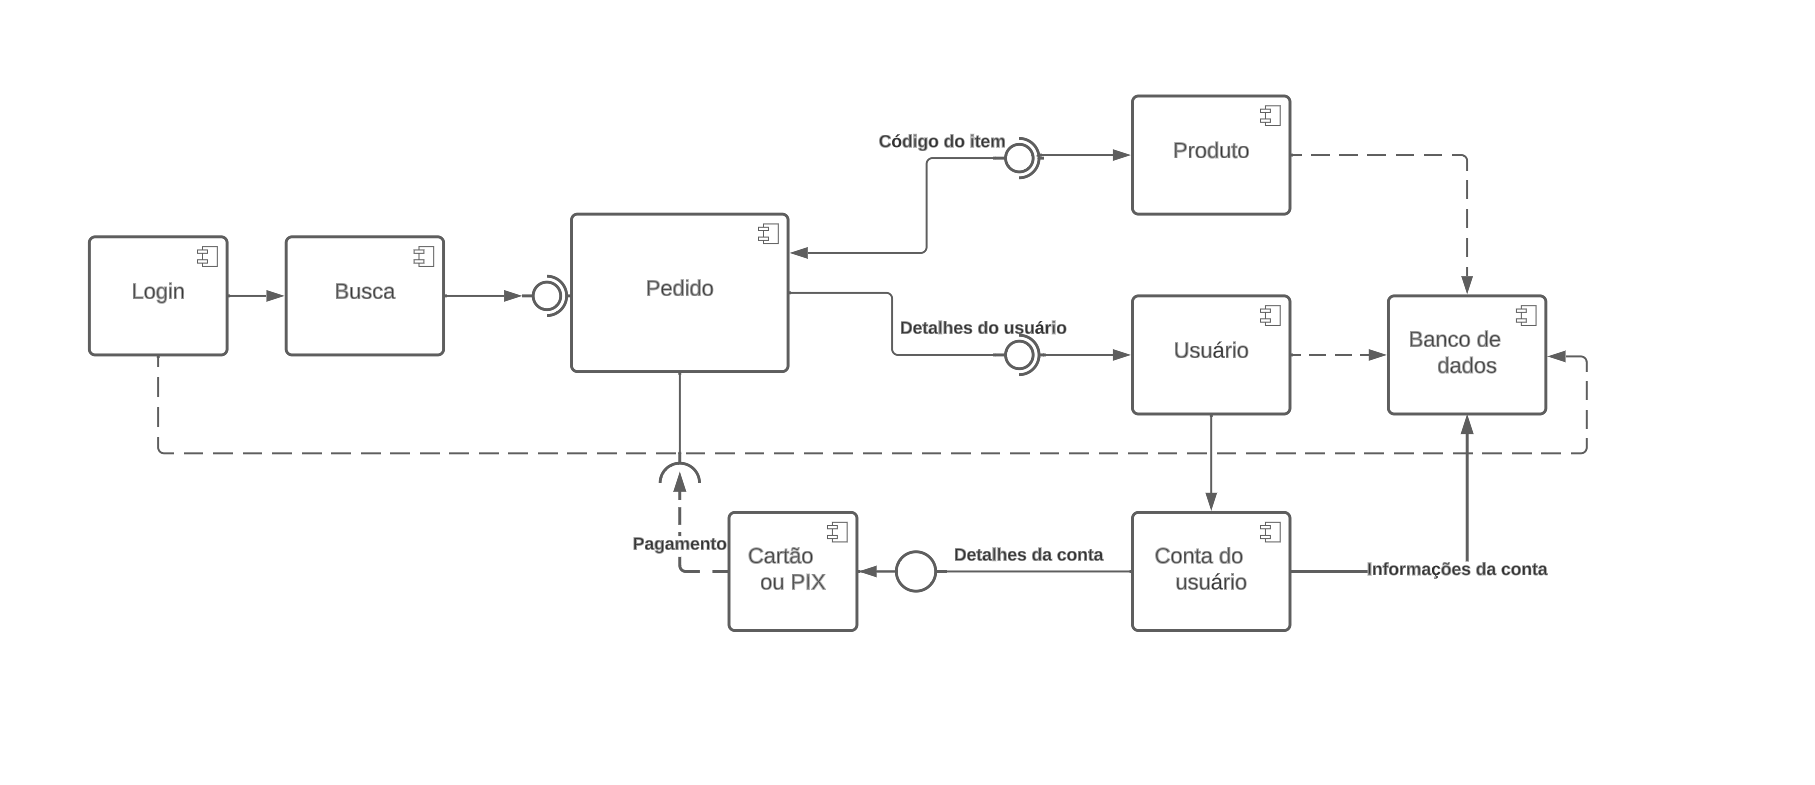 Código do item
Produto
Login
Busca
Pedido
Detalhes do usuário
Usuário
Banco de
dados
Pagamento
Cartão
ou PIX
Detalhes da conta
Conta do
usuário
Informações da conta